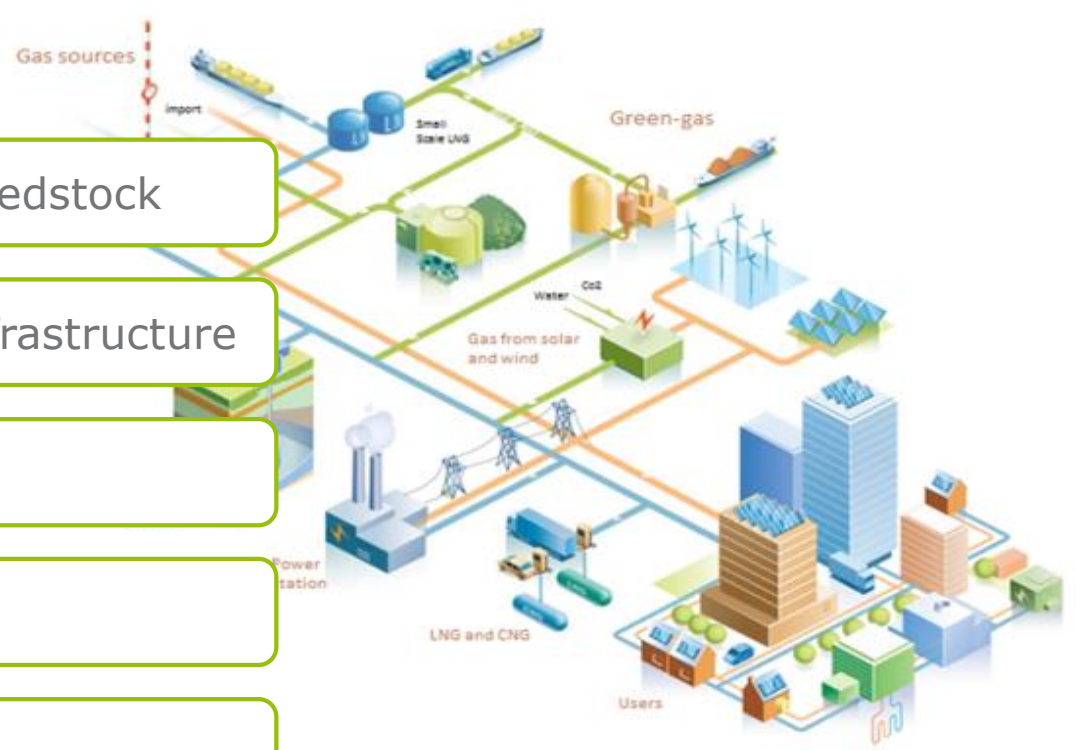 Gas sources
import
Small
Scale LNG
Green-gas
edstock
Water
Co2
rastructure
Gas from solar
and wind
Power
tation
LNG and CNG
Users